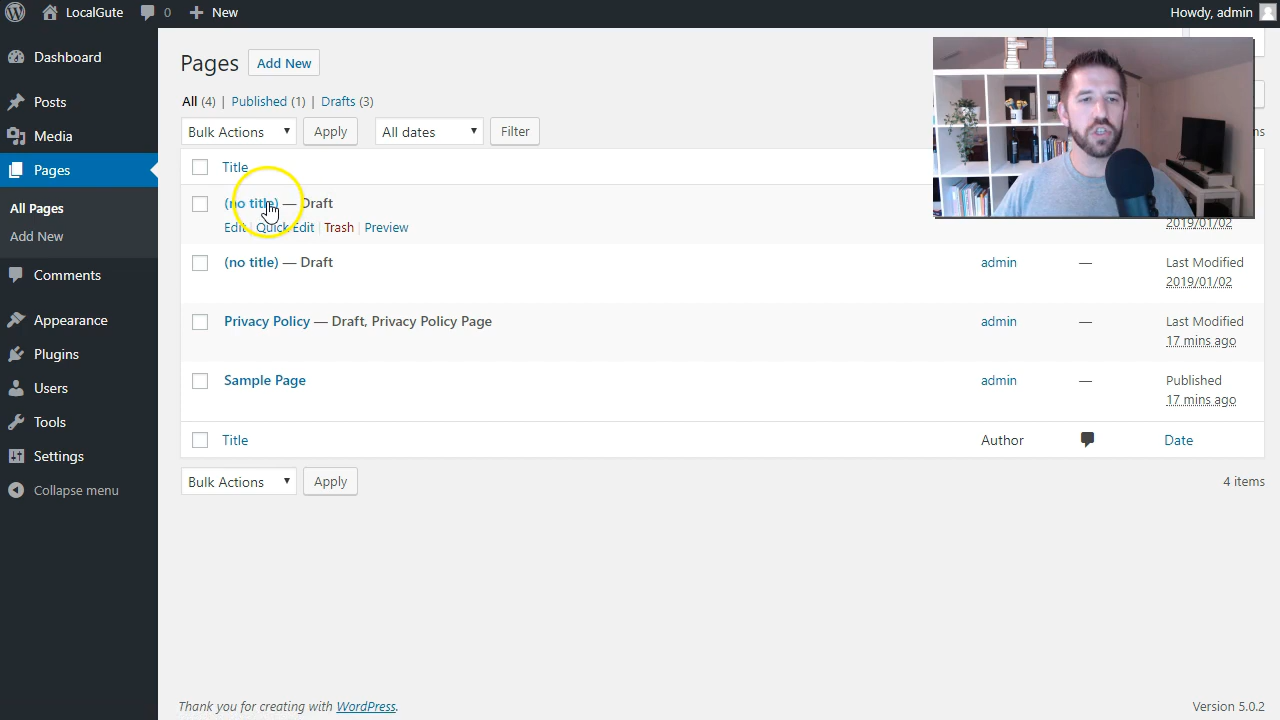 LocalGute 0 New Howdy, admin
Dashboard
Posts
Media
Pages
All Pages
Add New
Comments
Appearance
Plugins
Users
Tools
Settings
Collapse menu
Pages Add New
All (4) | Published (1) | Drafts (3)
Bulk Actions Apply All dates Filter
Title
(no title) — Draft
Edit | Quick Edit | Trash | Preview
2019/01/02
(no title) — Draft admin — Last Modified
2019/01/02
Privacy Policy — Draft, Privacy Policy Page admin — Last Modified
17 mins ago
Sample Page admin — Published
17 mins ago
Title Author Date
Bulk Actions Apply 4 items
Thank you for creating with WordPress. Version 5.0.2